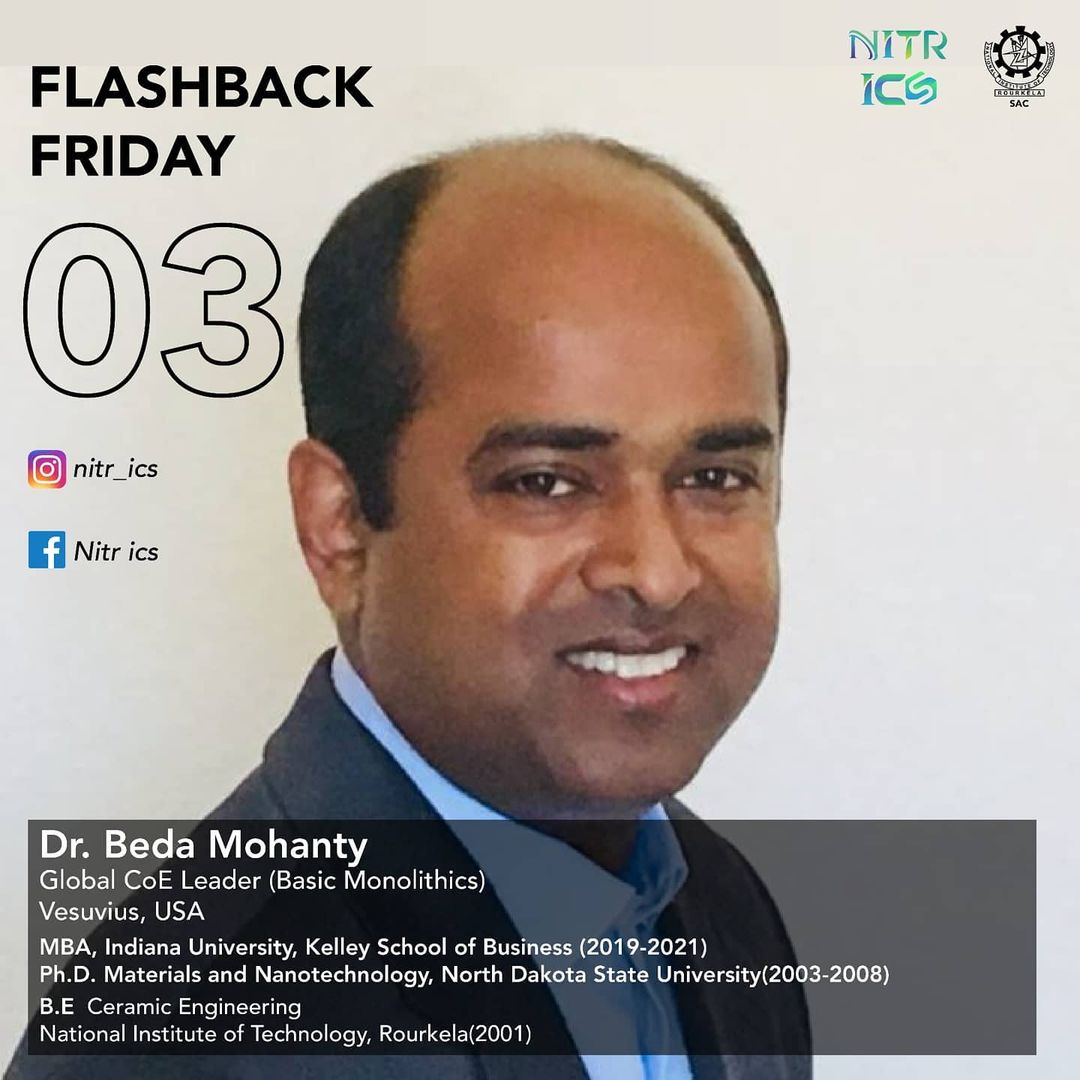 FLASHBACK
FRIDAY
03
NITR
ICS
ROURKELA
SAC
nitr_ics
Nitr ics
Dr. Beda Mohanty
Global CoE Leader (Basic Monolithics)
Vesuvius, USA
MBA, Indiana University, Kelley School of Business (2019-2021)
Ph.D. Materials and Nanotechnology, North Dakota State University(2003-2008)
B.E  Ceramic Engineering
National Institute of Technology, Rourkela(2001)